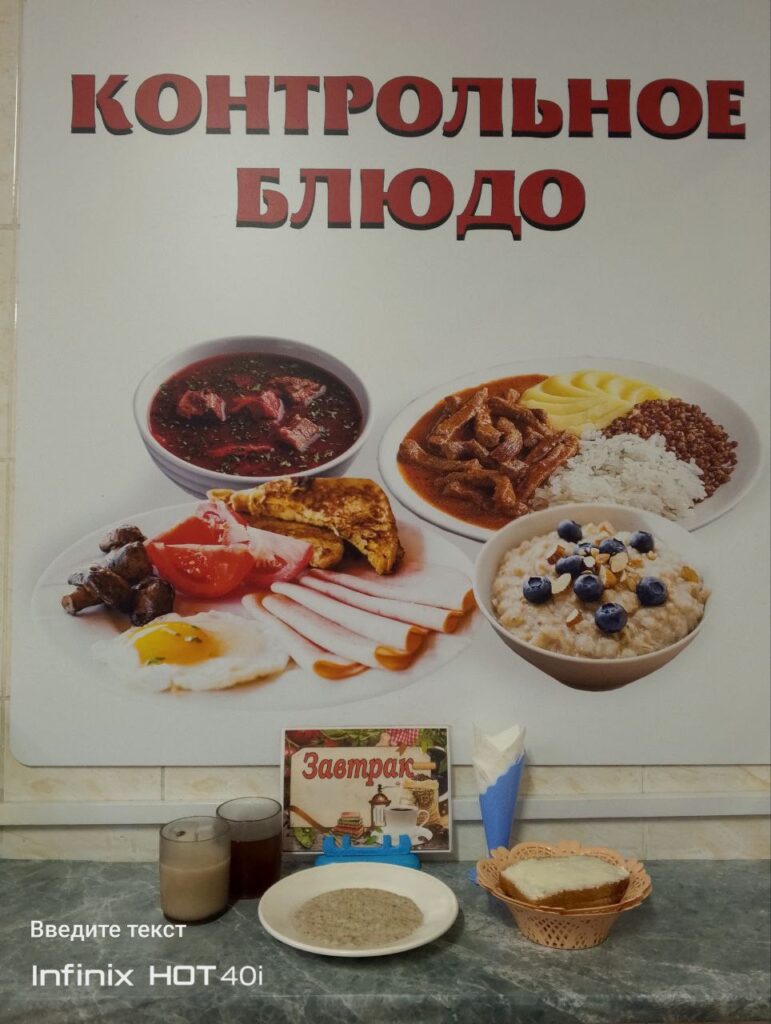 КОНТРОЛЬНОЕ
БЛЮДО
Завтрак
Введите текст
Infinix HOT 40i